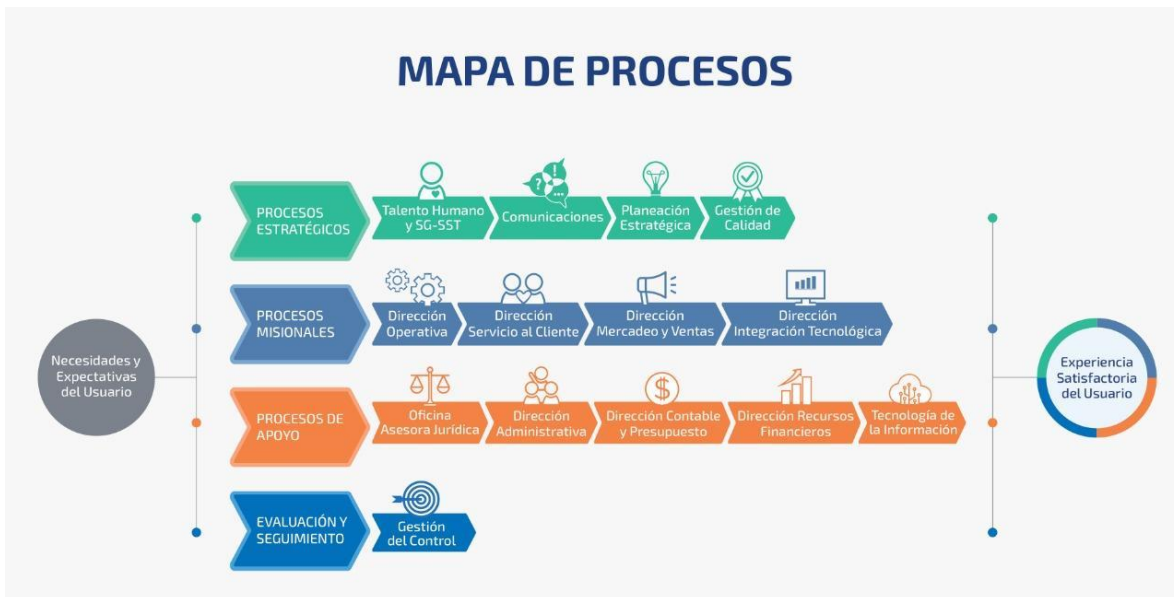 MAPA DE PROCESOS
PROCESOS
ESTRATÉGICOS
Talento Humano
y SG-SST
Comunicaciones
Planeación
Estratégica
Gestión de
Calidad
PROCESOS
MISIONALES
Dirección
Operativa
Dirección
Servicio al Cliente
Dirección
Mercadeo y Ventas
Dirección
Integración Tecnológica
Necesidades y
Expectativas
del Usuario
Experiencia
Satisfactoria
del Usuario
PROCESOS DE
APOYO
Oficina
Asesora Jurídica
Dirección
Administrativa
Dirección Contable
y Presupuesto
Dirección Recursos
Financieros
Tecnología de
la Información
EVALUACIÓN Y
SEGUIMIENTO
Gestión
del Control